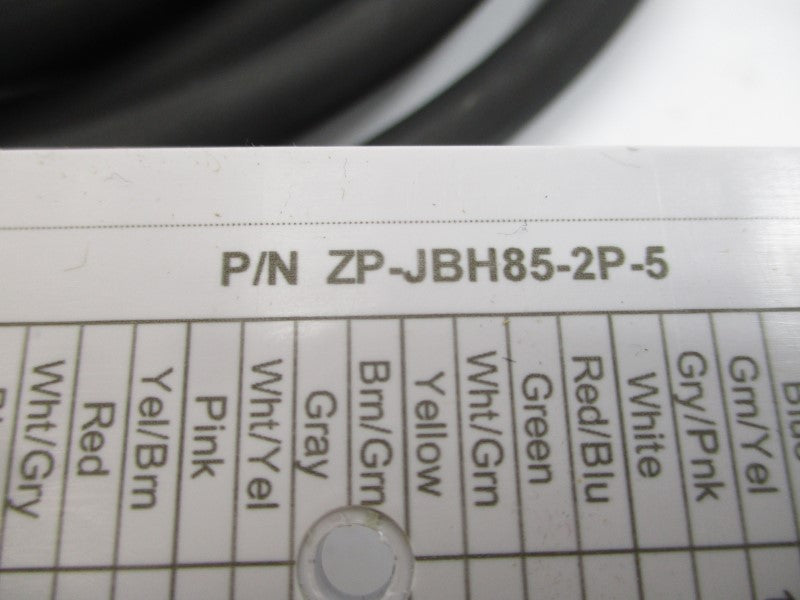 P/N ZP-JBH85-2P-5
Wht/Gry
Red
Yel/Brn
Pink
Wht/Yel
Gray
Brn/Grn
Yellow
Wht/Grn
Green
Red/Blu
White
Gry/Pnk
Grn/Yel